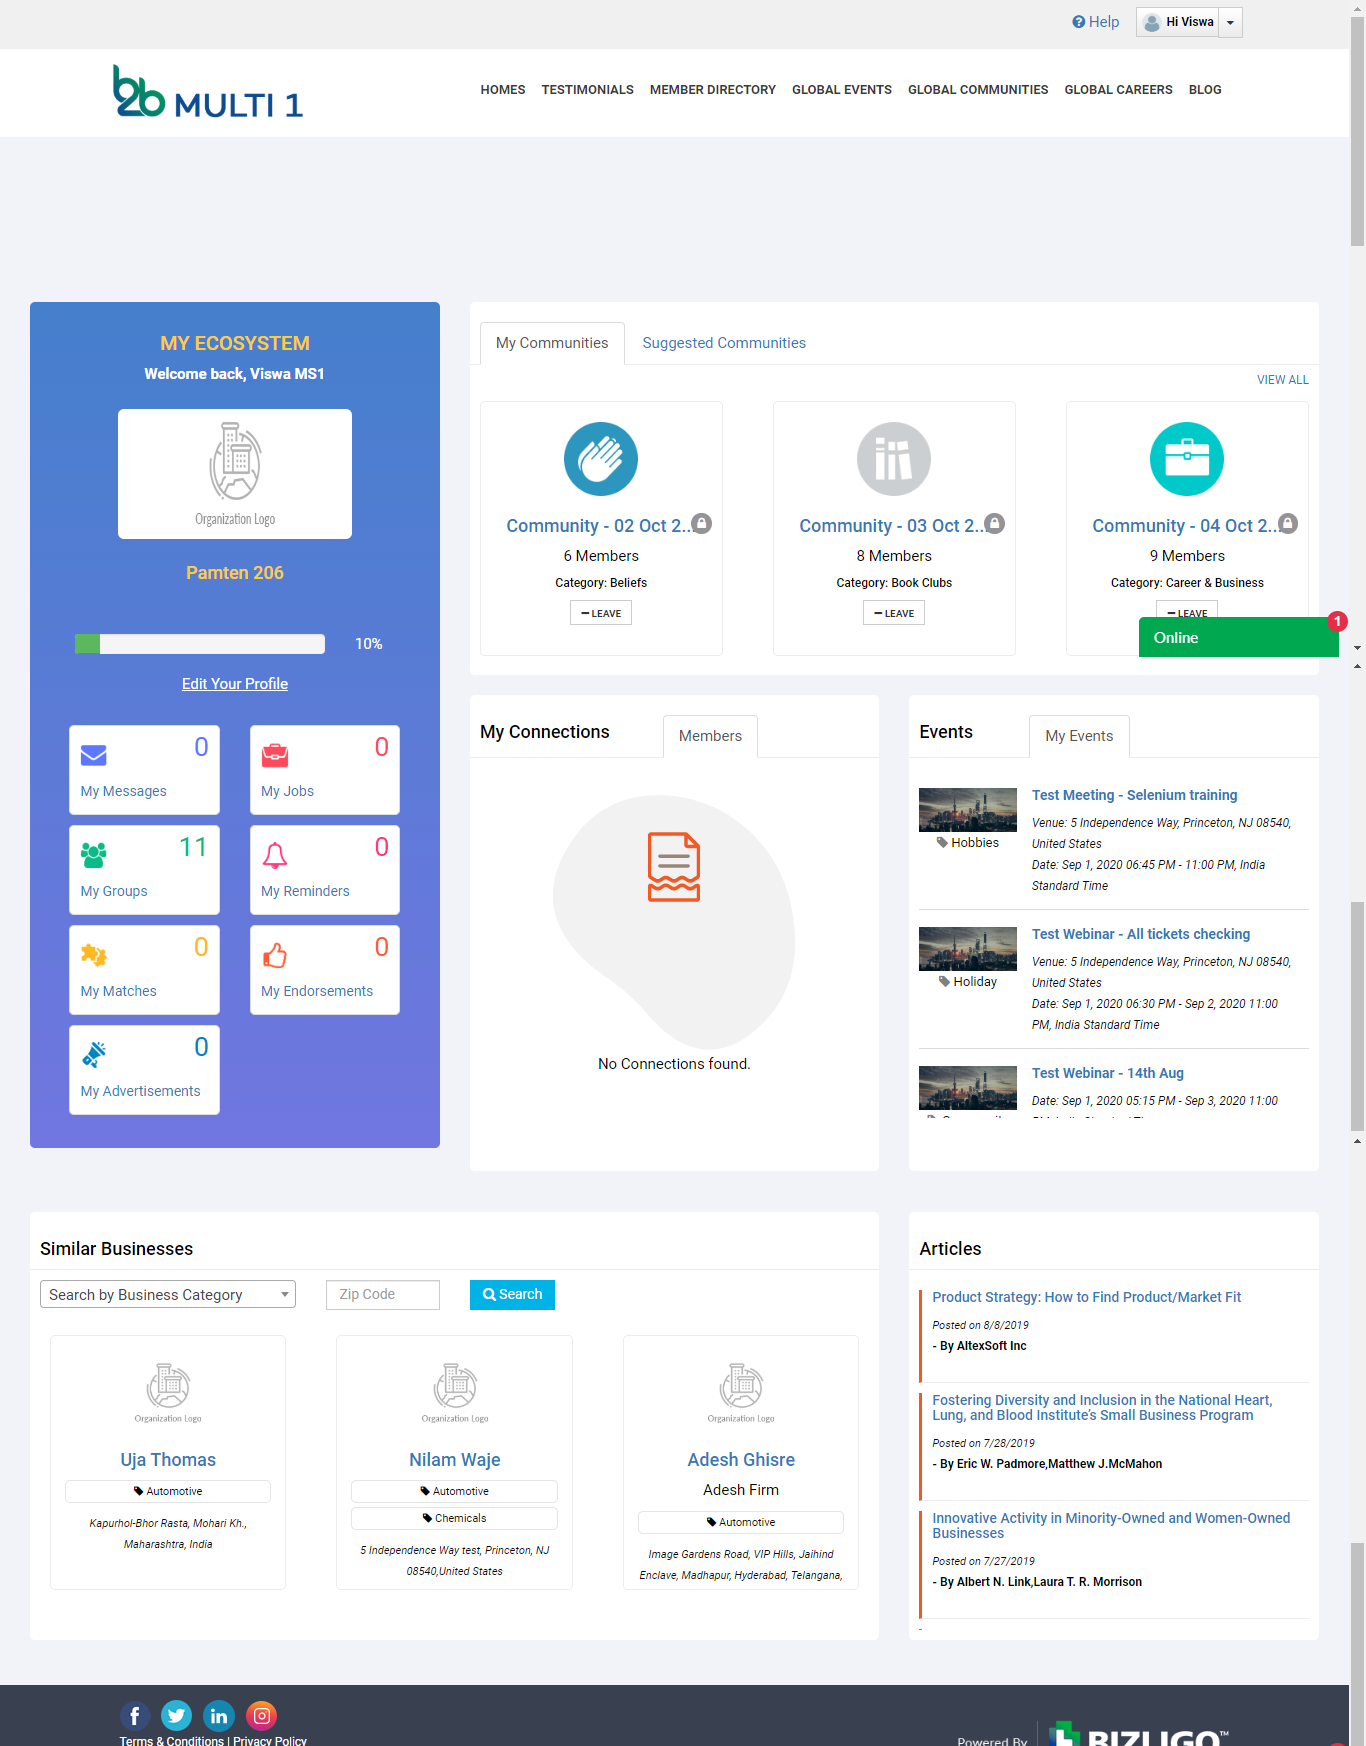 Help
Hi Viswa
b2b MULTI 1
HOMES TESTIMONIALS MEMBER DIRECTORY GLOBAL EVENTS GLOBAL COMMUNITIES GLOBAL CAREERS BLOG
MY ECOSYSTEM
Welcome back, Viswa MS1
Organization Logo
Pamten 206
10%
Edit Your Profile
0
My Messages
0
My Jobs
11
My Groups
0
My Reminders
0
My Matches
0
My Endorsements
0
My Advertisements
My Communities
Suggested Communities
VIEW ALL
Community - 02 Oct 2...
6 Members
Category: Beliefs
LEAVE
Community - 03 Oct 2...
8 Members
Category: Book Clubs
LEAVE
Community - 04 Oct 2...
9 Members
Category: Career & Business
LEAVE
Online
1
My Connections
Members
No Connections found.
Events
My Events
Hobbies
Test Meeting - Selenium training
Venue: 5 Independence Way, Princeton, NJ 08540,
United States
Date: Sep 1, 2020 06:45 PM - 11:00 PM, India
Standard Time
Holiday
Test Webinar - All tickets checking
Venue: 5 Independence Way, Princeton, NJ 08540,
United States
Date: Sep 1, 2020 06:30 PM - Sep 2, 2020 11:00
PM, India Standard Time
Test Webinar - 14th Aug
Date: Sep 1, 2020 05:15 PM - Sep 3, 2020 11:00
Similar Businesses
Search by Business Category
Zip Code
Search
Organization Logo
Uja Thomas
Automotive
Kapurhol-Bhor Rasta, Mohari Kh.,
Maharashtra, India
Organization Logo
Nilam Waje
Automotive
Chemicals
5 Independence Way test, Princeton, NJ
08540,United States
Organization Logo
Adesh Ghisre
Adesh Firm
Automotive
Image Gardens Road, VIP Hills, Jaihind
Enclave, Madhapur, Hyderabad, Telangana,
Articles
Product Strategy: How to Find Product/Market Fit
Posted on 8/8/2019
- By AltexSoft Inc
Fostering Diversity and Inclusion in the National Heart,
Lung, and Blood Institute's Small Business Program
Posted on 7/28/2019
- By Eric W. Padmore,Matthew J.McMahon
Innovative Activity in Minority-Owned and Women-Owned
Businesses
Posted on 7/27/2019
- By Albert N. Link,Laura T. R. Morrison
Terms & Conditions | Privacy Policy
Powered By
BIZLIGO™